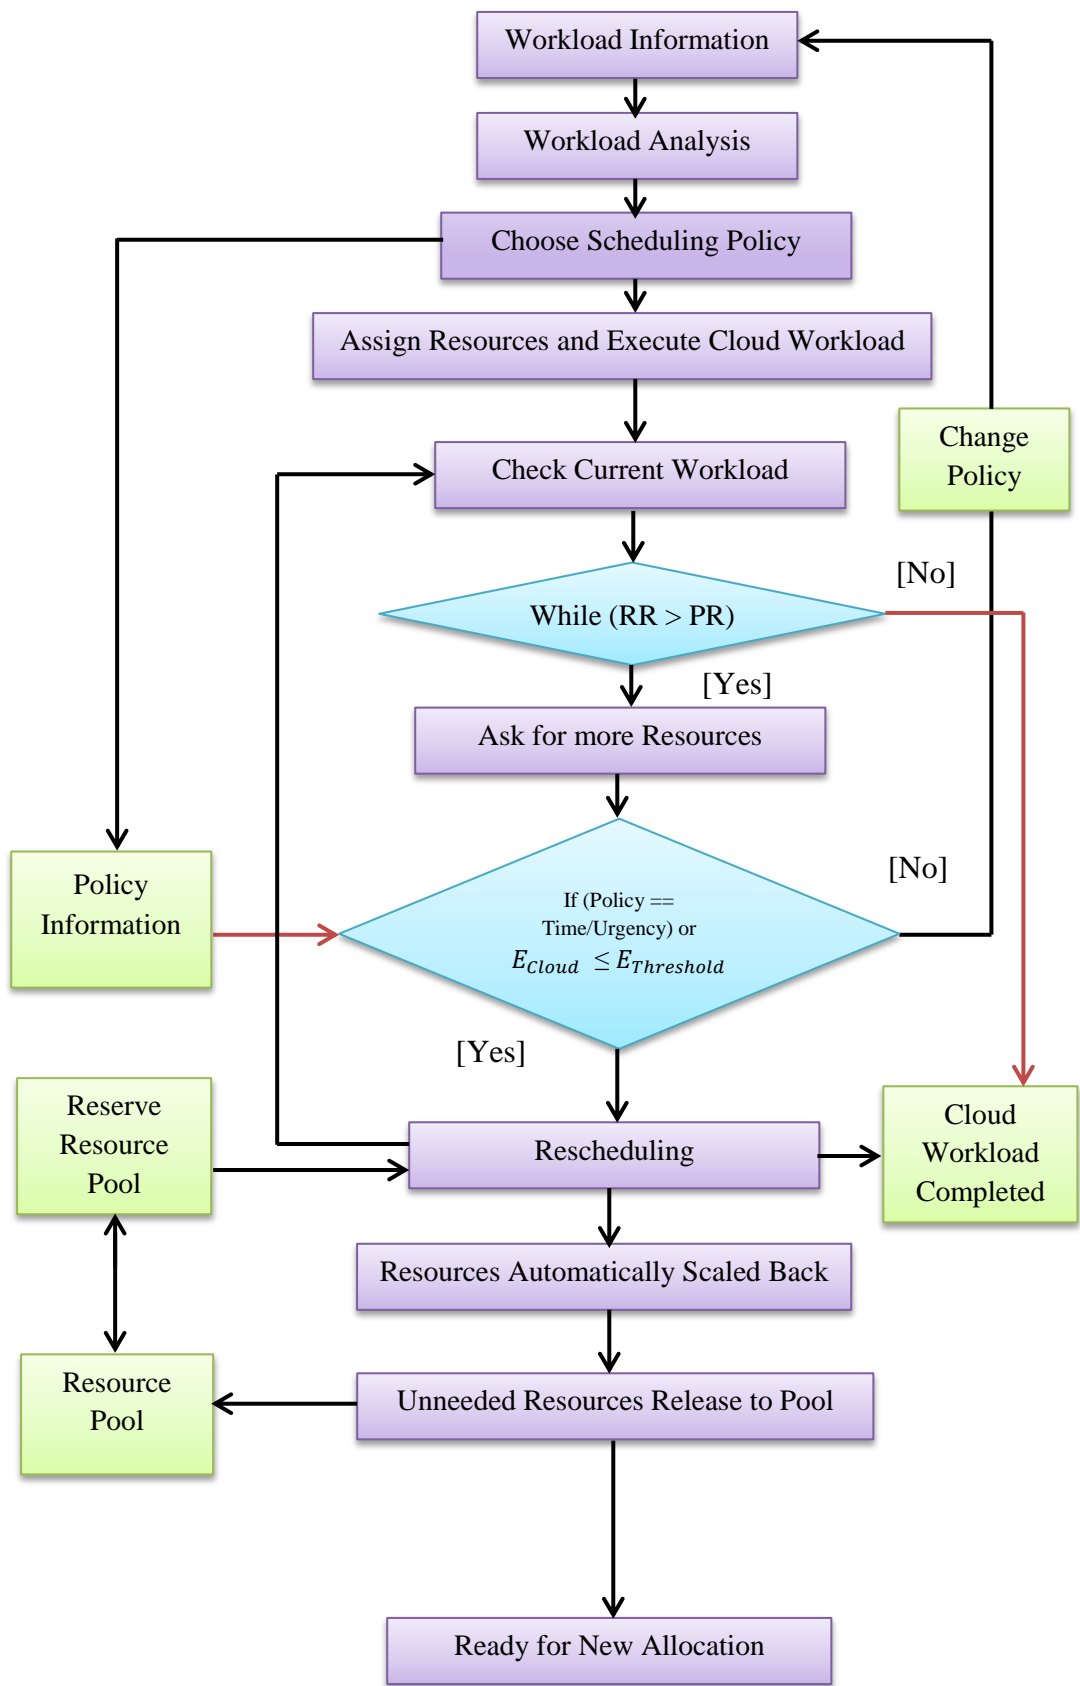 Workload Information
Workload Analysis
Choose Scheduling Policy
Assign Resources and Execute Cloud Workload
Change
Policy
Check Current Workload
[No]
While (RR > PR)
[Yes]
Ask for more Resources
[No]
Policy
Information
If (Policy ==
Time/Urgency) or
E_Cloud ≤ E_Threshold
[Yes]
Reserve
Resource
Pool
Rescheduling
Cloud
Workload
Completed
Resources Automatically Scaled Back
Resource
Pool
Unneeded Resources Release to Pool
Ready for New Allocation